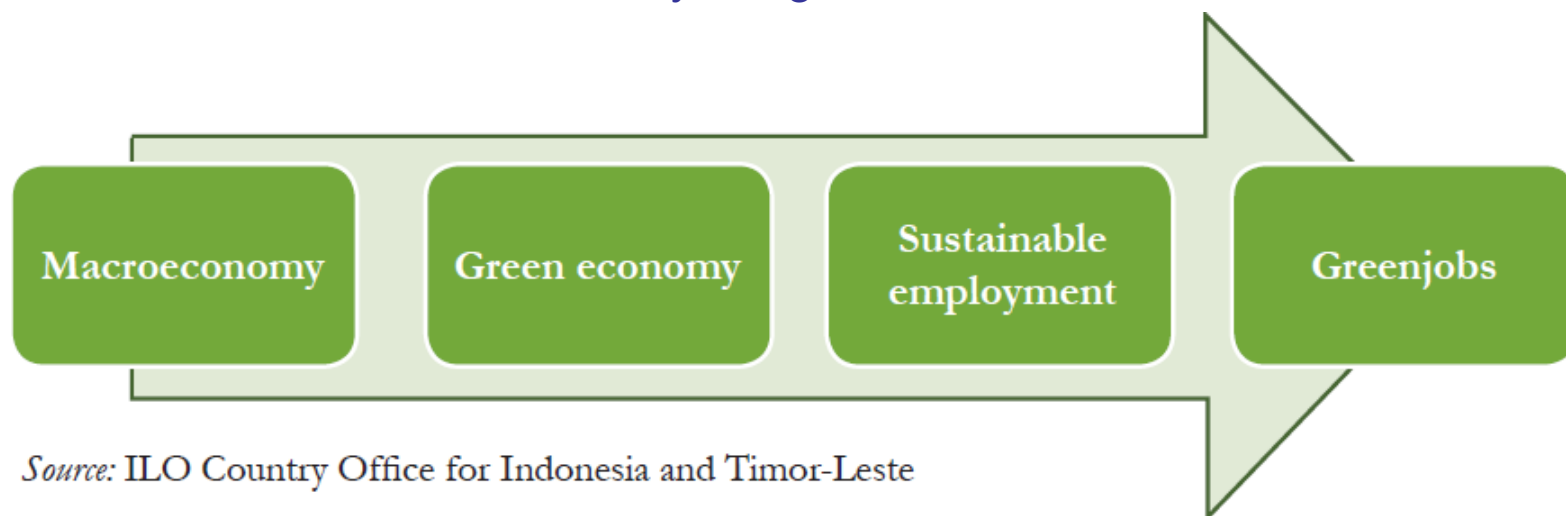 Macroeconomy
Green economy
Sustainable
employment
Greenjobs
Source: ILO Country Office for Indonesia and Timor-Leste